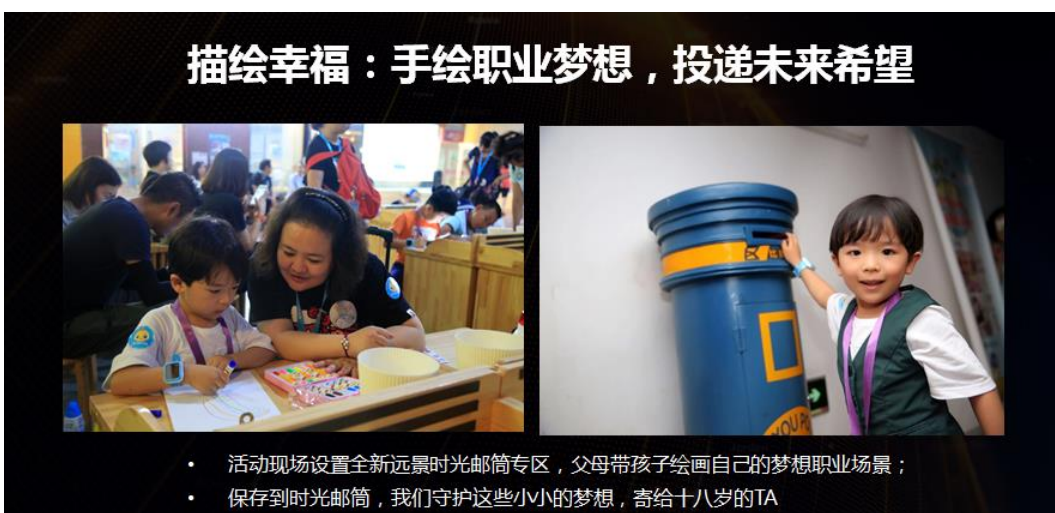 描绘幸福：手绘职业梦想，投递未来希望
YOU PO
• 活动现场设置全新远景时光邮筒专区，父母带孩子绘画自己的梦想职业场景；
• 保存到时光邮筒，我们守护这些小小的梦想，寄给十八岁的TA